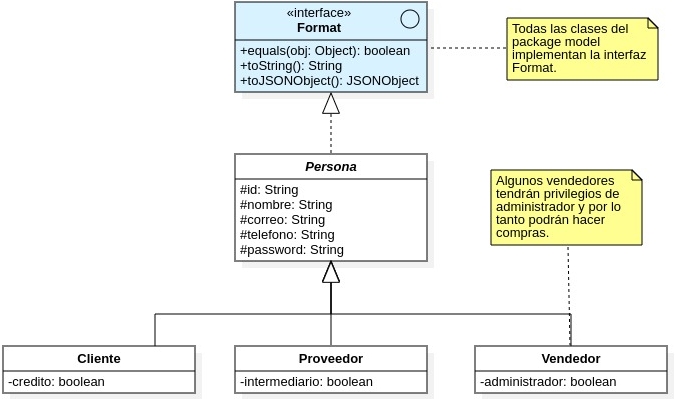 «interface»
Format
+equals(obj: Object): boolean
+toString(): String
+toJSONObject(): JSONObject
Todas las clases del
package model
implementan la interfaz
Format.
Persona
#id: String
#nombre: String
#correo: String
#telefono: String
#password: String
Algunos vendedores
tendrán privilegios de
administrador y por lo
tanto podrán hacer
compras.
Cliente
-credito: boolean
Proveedor
-intermediario: boolean
Vendedor
-administrador: boolean